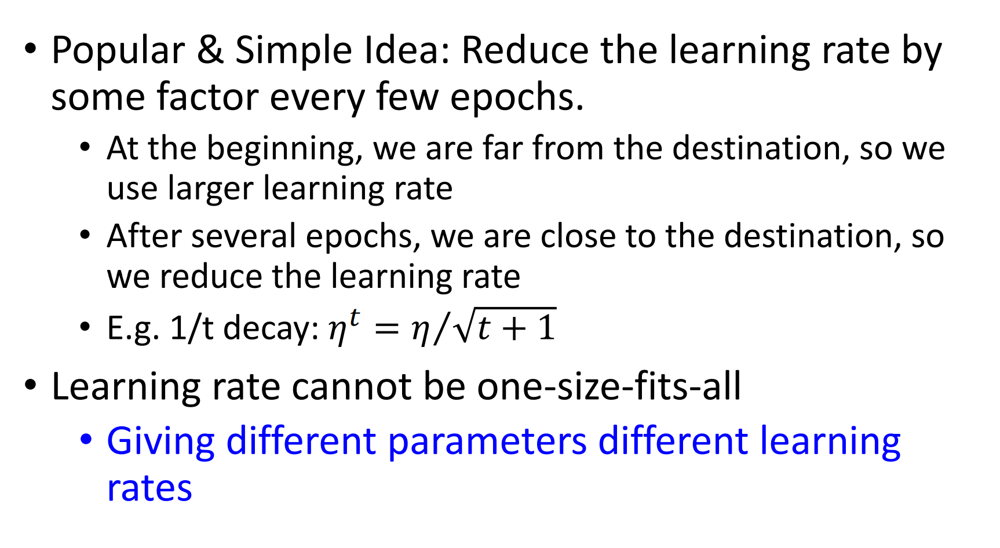 • Popular & Simple Idea: Reduce the learning rate by
some factor every few epochs.
• At the beginning, we are far from the destination, so we
use larger learning rate
• After several epochs, we are close to the destination, so
we reduce the learning rate
• E.g. 1/t decay: ηᵗ = η/√(t + 1)
• Learning rate cannot be one-size-fits-all
• Giving different parameters different learning
rates